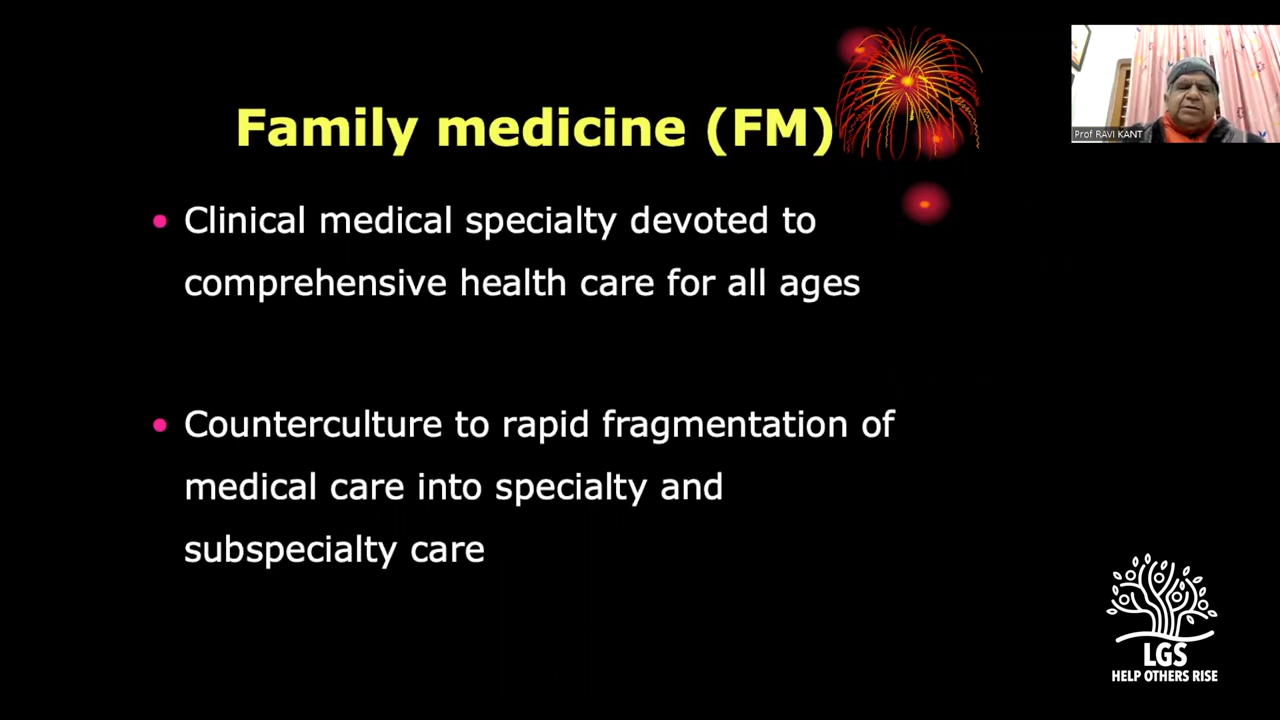 Family medicine (FM)
Prof RAVI KANT
• Clinical medical specialty devoted to
comprehensive health care for all ages
• Counterculture to rapid fragmentation of
medical care into specialty and
subspecialty care
LGS
HELP OTHERS RISE